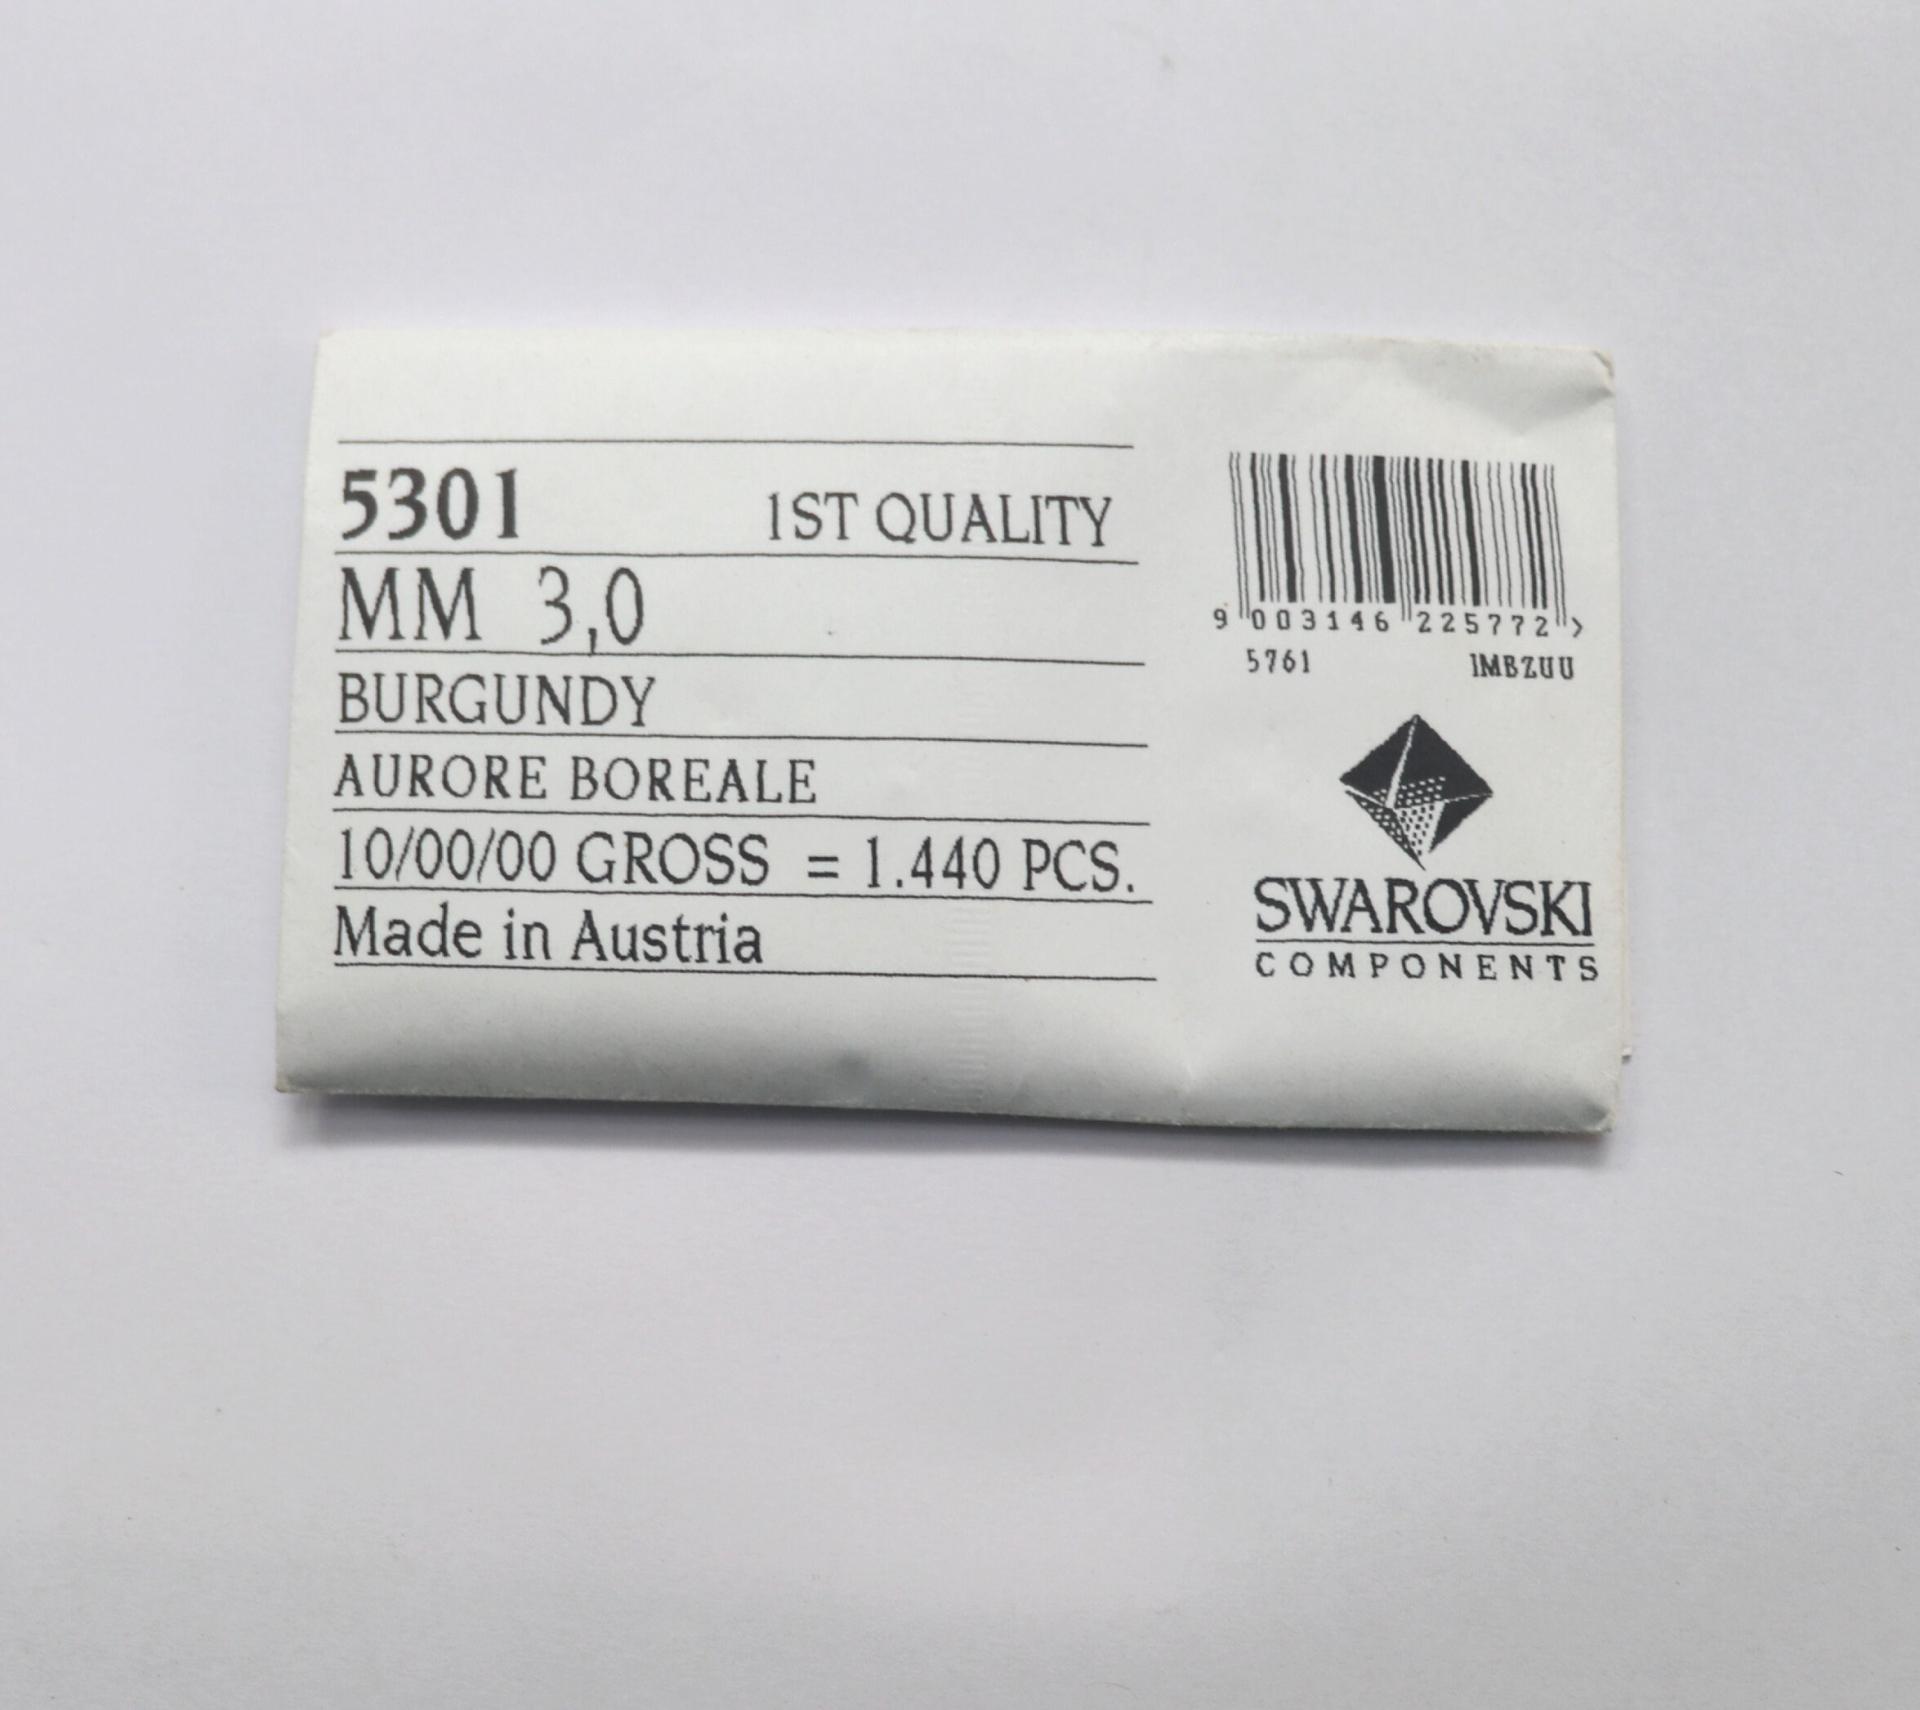 5301 1ST QUALITY
MM 3,0
BURGUNDY
AURORE BOREALE
10/00/00 GROSS = 1.440 PCS.
Made in Austria
9 003146 225772 >
5761 1MBZUU
SWAROVSKI
COMPONENTS